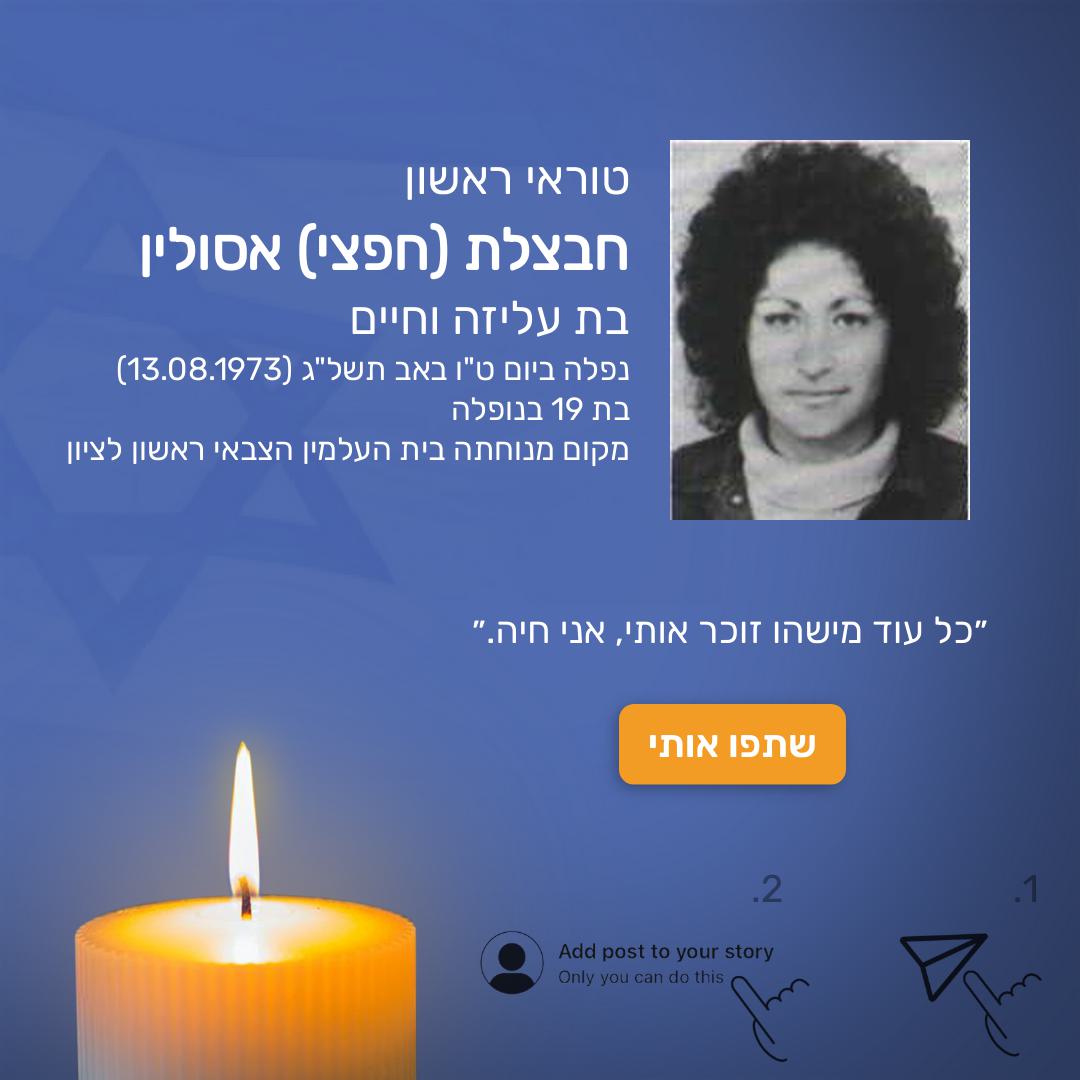 טוראי ראשון
חבצלת (חפצי) אסולין
בת עליזה וחיים
נפלה ביום ט"ו באב תשל"ג (13.08.1973)
בת 19 בנופלה
מקום מנוחתה בית העלמין הצבאי ראשון לציון
״כל עוד מישהו זוכר אותי, אני חיה.״
שתפו אותי
.1
.2
Add post to your story
Only you can do this